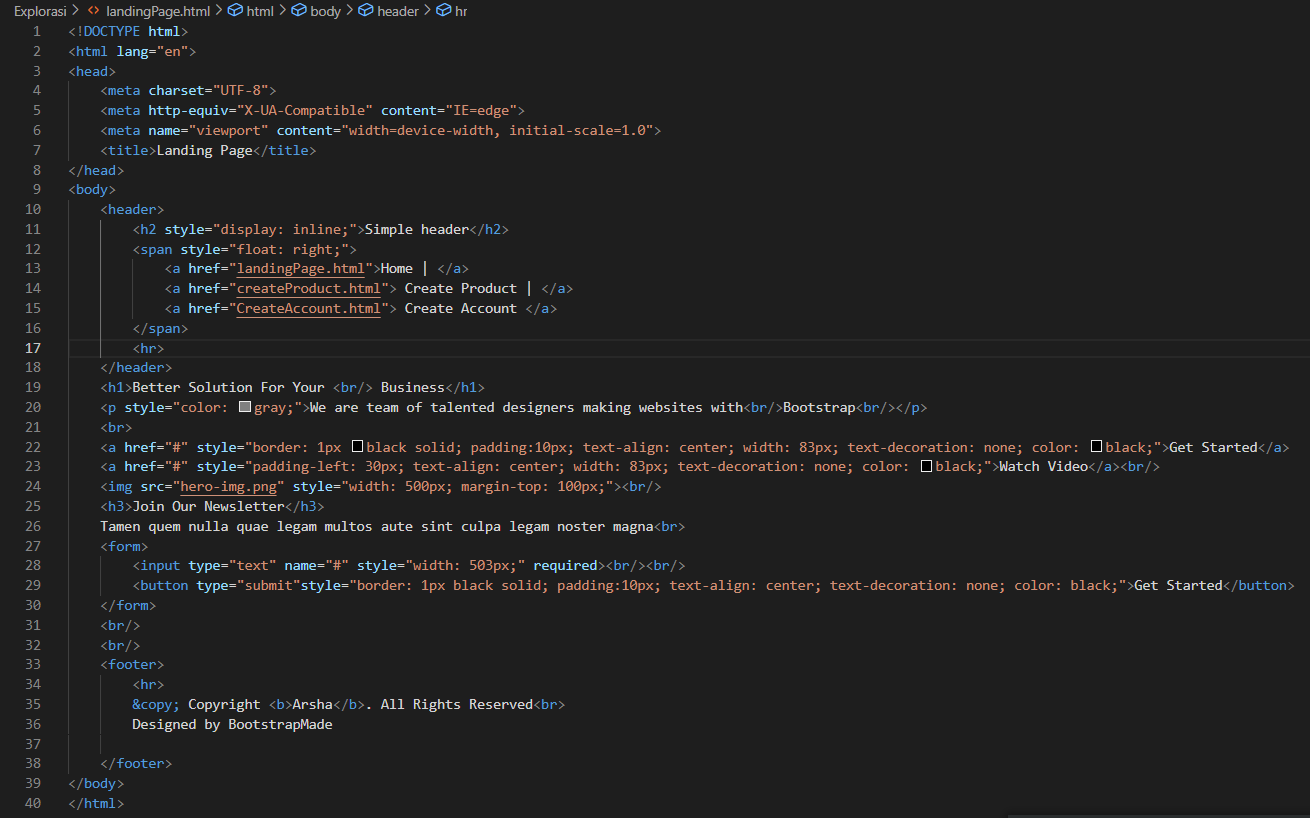 Explorasi > <> landingPage.html > html > body > header > hr
1 <!DOCTYPE html>
2 <html lang="en">
3 <head>
4 <meta charset="UTF-8">
5 <meta http-equiv="X-UA-Compatible" content="IE=edge">
6 <meta name="viewport" content="width=device-width, initial-scale=1.0">
7 <title>Landing Page</title>
8 </head>
9 <body>
10 <header>
11 <h2 style="display: inline;">Simple header</h2>
12 <span style="float: right;">
13 <a href="landingPage.html">Home | </a>
14 <a href="createProduct.html"> Create Product | </a>
15 <a href="CreateAccount.html"> Create Account </a>
16 </span>
17 <hr>
18 </header>
19 <h1>Better Solution For Your <br/> Business</h1>
20 <p style="color: gray;">We are team of talented designers making websites with<br/>Bootstrap<br/></p>
21 <br>
22 <a href="#" style="border: 1px black solid; padding:10px; text-align: center; width: 83px; text-decoration: none; color: black;">Get Started</a>
23 <a href="#" style="padding-left: 30px; text-align: center; width: 83px; text-decoration: none; color: black;">Watch Video</a><br/>
24 <img src="hero-img.png" style="width: 500px; margin-top: 100px;"><br/>
25 <h3>Join Our Newsletter</h3>
26 Tamen quem nulla quae legam multos aute sint culpa legam noster magna<br>
27 <form>
28 <input type="text" name="#" style="width: 503px;" required><br/><br/>
29 <button type="submit"style="border: 1px black solid; padding:10px; text-align: center; text-decoration: none; color: black;">Get Started</button>
30 </form>
31 <br/>
32 <br/>
33 <footer>
34 <hr>
35 &copy; Copyright <b>Arsha</b>. All Rights Reserved<br>
36 Designed by BootstrapMade
37
38 </footer>
39 </body>
40 </html>